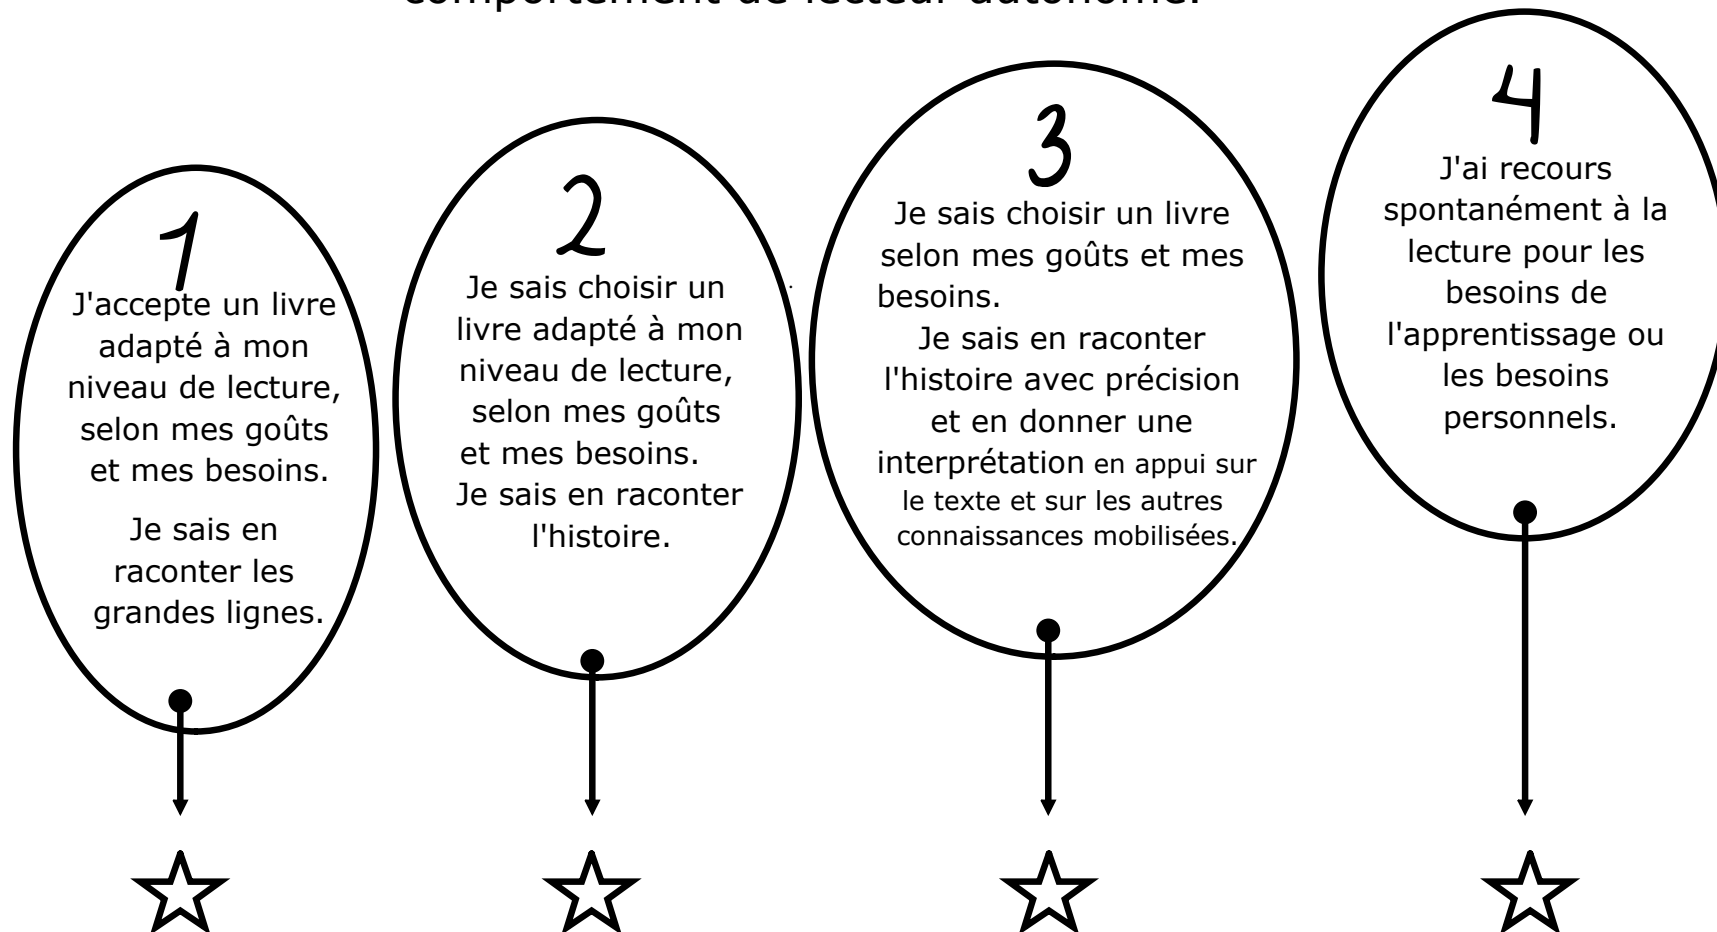 comportement de lecteur autonome.
1
J'accepte un livre
adapté à mon
niveau de lecture,
selon mes goûts
et mes besoins.
Je sais en
raconter les
grandes lignes.
2
Je sais choisir un
livre adapté à mon
niveau de lecture,
selon mes goûts
et mes besoins.
Je sais en raconter
l'histoire.
3
Je sais choisir un livre
selon mes goûts et mes
besoins.
Je sais en raconter
l'histoire avec précision
et en donner une
interprétation en appui sur
le texte et sur les autres
connaissances mobilisées.
4
J'ai recours
spontanément à la
lecture pour les
besoins de
l'apprentissage ou
les besoins
personnels.